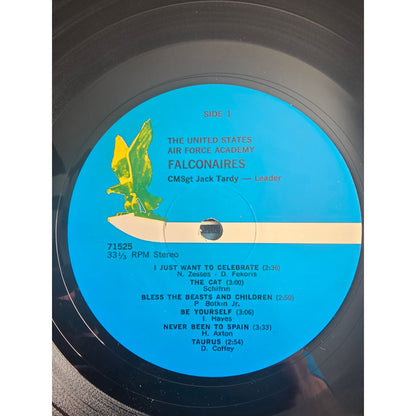 SIDE 1
THE UNITED STATES
AIR FORCE ACADEMY
FALCONAIRES
CMSgt Jack Tardy — Leader
71525
33⅓ RPM Stereo
I JUST WANT TO CELEBRATE (2:36)
N. Zesses - D. Fekoris
THE CAT (3:00)
Schifrin
BLESS THE BEASTS AND CHILDREN (2:50)
P. Botkin Jr.
BE YOURSELF (3:06)
I. Hayes
NEVER BEEN TO SPAIN (3:33)
H. Axton
TAURUS (2:54)
D. Coffey